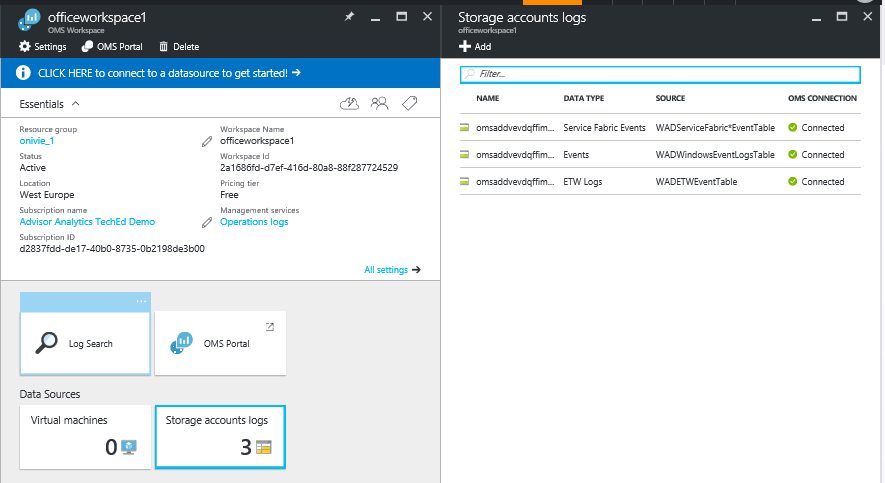 officeworkspace1
OMS Workspace
Settings
OMS Portal
Delete
CLICK HERE to connect to a datasource to get started!
Essentials
Resource group
onivie_1
Workspace Name
officeworkspace1
Status
Active
Workspace Id
2a1686fd-d7ef-416d-80a8-88f287724529
Location
West Europe
Pricing tier
Free
Subscription name
Advisor Analytics TechEd Demo
Management services
Operations logs
Subscription ID
d2837fdd-de17-40b0-8735-0b2198de3b00
All settings
Log Search
OMS Portal
Data Sources
Virtual machines
0
Storage accounts logs
3
Storage accounts logs
officeworkspace1
Add
Filter...
NAME DATA TYPE SOURCE OMS CONNECTION
omsaddvevdqffim... Service Fabric Events WADServiceFabric*EventTable Connected
omsaddvevdqffim... Events WADWindowsEventLogsTable Connected
omsaddvevdqffim... ETW Logs WADETWEventTable Connected